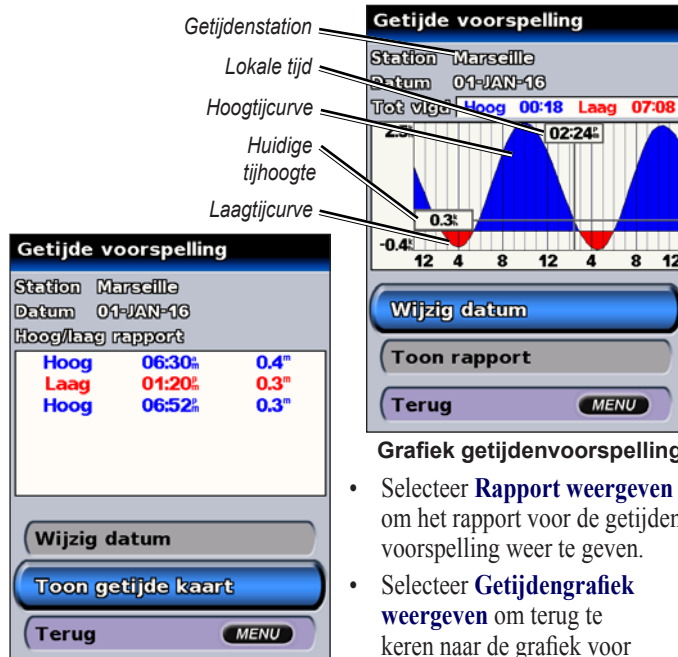 Getijdenstation
Lokale tijd
Hoogtijcurve
Huidige
tijhoogte
Laagtijcurve
Getijde voorspelling
Station Marseille
Datum 01-JAN-16
Tot vlgd Hoog 00:18 Laag 07:08
02:24 P m
0.3
-0.4
12 4 8 12 4 8 12
Wijzig datum
Toon rapport
Terug MENU
Grafiek getijdenvoorspelling
Getijde voorspelling
Station Marseille
Datum 01-JAN-16
Hoog/laag rapport
Hoog 06:30 A m 0.4 m
Laag 01:20 P m 0.3 m
Hoog 06:52 P m 0.3 m
Wijzig datum
Toon getijde kaart
Terug MENU
• Selecteer Rapport weergeven
om het rapport voor de getijden
voorspelling weer te geven.
• Selecteer Getijdengrafiek
weergeven om terug te
keren naar de grafiek voor